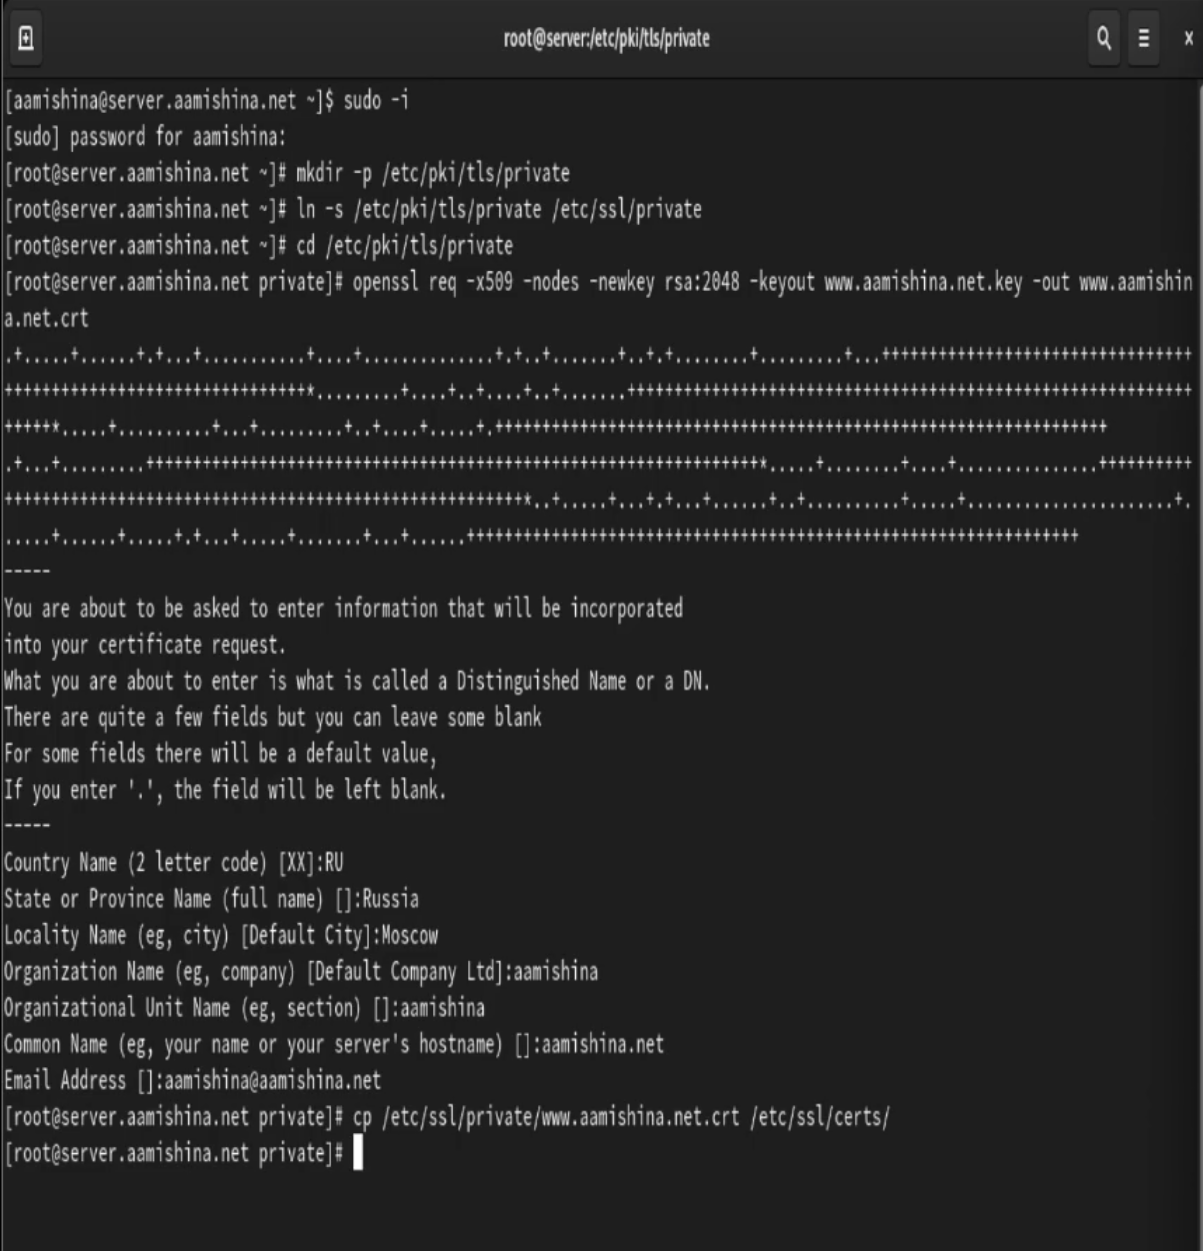 root@server:/etc/pki/tls/private
[aamishina@server.aamishina.net ~]$ sudo -i
[sudo] password for aamishina:
[root@server.aamishina.net ~]# mkdir -p /etc/pki/tls/private
[root@server.aamishina.net ~]# ln -s /etc/pki/tls/private /etc/ssl/private
[root@server.aamishina.net ~]# cd /etc/pki/tls/private
[root@server.aamishina.net private]# openssl req -x509 -nodes -newkey rsa:2048 -keyout www.aamishina.net.key -out www.aamishin
a.net.crt
-----
You are about to be asked to enter information that will be incorporated
into your certificate request.
What you are about to enter is what is called a Distinguished Name or a DN.
There are quite a few fields but you can leave some blank
For some fields there will be a default value,
If you enter '.', the field will be left blank.
-----
Country Name (2 letter code) [XX]:RU
State or Province Name (full name) []:Russia
Locality Name (eg, city) [Default City]:Moscow
Organization Name (eg, company) [Default Company Ltd]:aamishina
Organizational Unit Name (eg, section) []:aamishina
Common Name (eg, your name or your server's hostname) []:aamishina.net
Email Address []:aamishina@aamishina.net
[root@server.aamishina.net private]# cp /etc/ssl/private/www.aamishina.net.crt /etc/ssl/certs/
[root@server.aamishina.net private]#